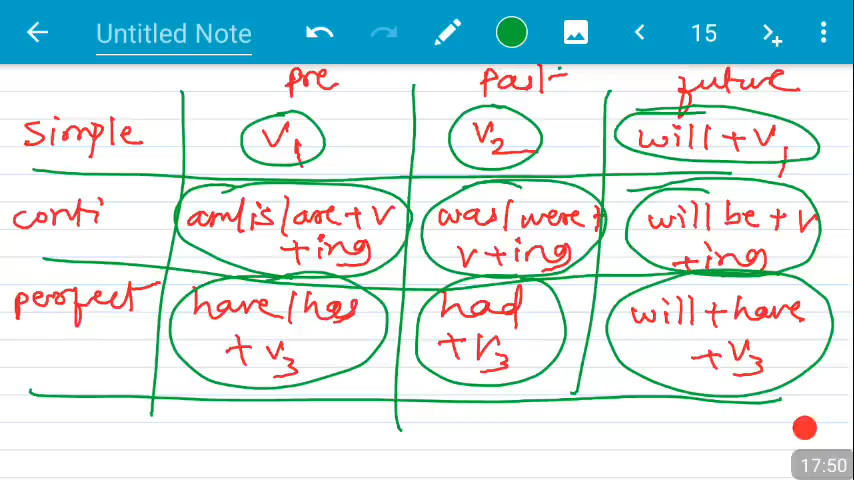 Untitled Note
15
pre past future
Simple V1 V2 will + V1
conti am/is/are + v + ing was/were + v + ing will be + v + ing
perfect have/has + v3 had + V3 will + have + V3
17:50